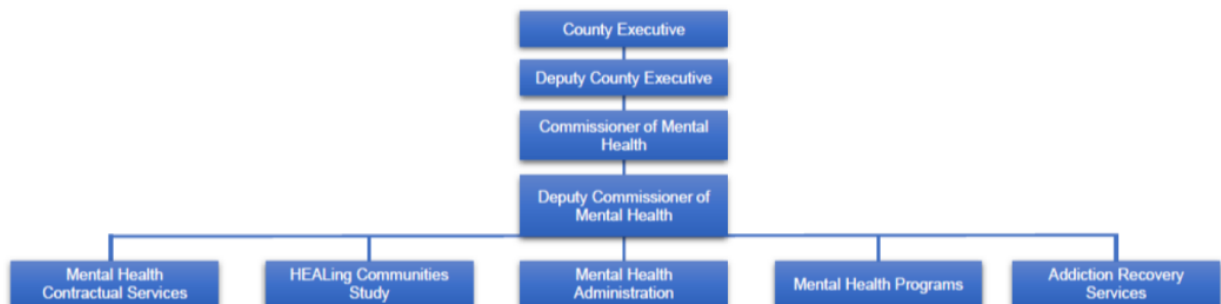 County Executive
Deputy County Executive
Commissioner of Mental
Health
Deputy Commissioner of
Mental Health
Mental Health
Contractual Services
HEALing Communities
Study
Mental Health
Administration
Mental Health Programs
Addiction Recovery
Services